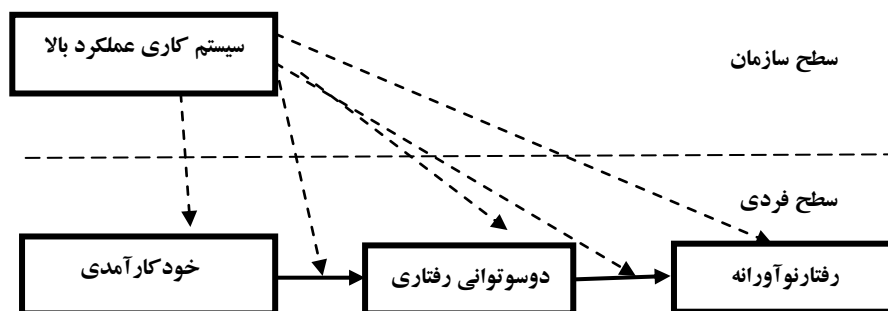 سیستم کاری عملکرد بالا
سطح سازمان
سطح فردی
خودکارآمدی
دوسوتوانی رفتاری
رفتارنوآورانه